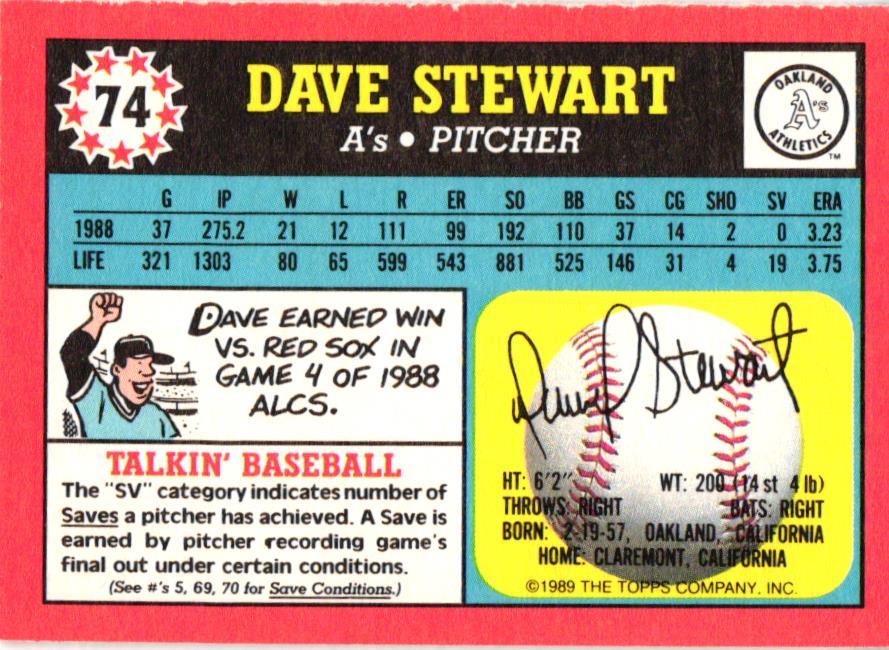 74
DAVE STEWART
A's • PITCHER
OAKLAND
A's
ATHLETICS
TM
G IP W L R ER SO BB GS CG SHO SV ERA
1988 37 275.2 21 12 111 99 192 110 37 14 2 0 3.23
LIFE 321 1303 80 65 599 543 881 525 146 31 4 19 3.75
DAVE EARNED WIN
VS. RED SOX IN
GAME 4 OF 1988
ALCS.
TALKIN' BASEBALL
The "SV" category indicates number of
Saves a pitcher has achieved. A Save is
earned by pitcher recording game's
final out under certain conditions.
(See #'s 5, 69, 70 for Save Conditions.)
David Stewart
HT: 6'2" WT: 200 (14 st 4 lb)
THROWS: RIGHT BATS: RIGHT
BORN: 2-19-57, OAKLAND, CALIFORNIA
HOME: CLAREMONT, CALIFORNIA
©1989 THE TOPPS COMPANY, INC.